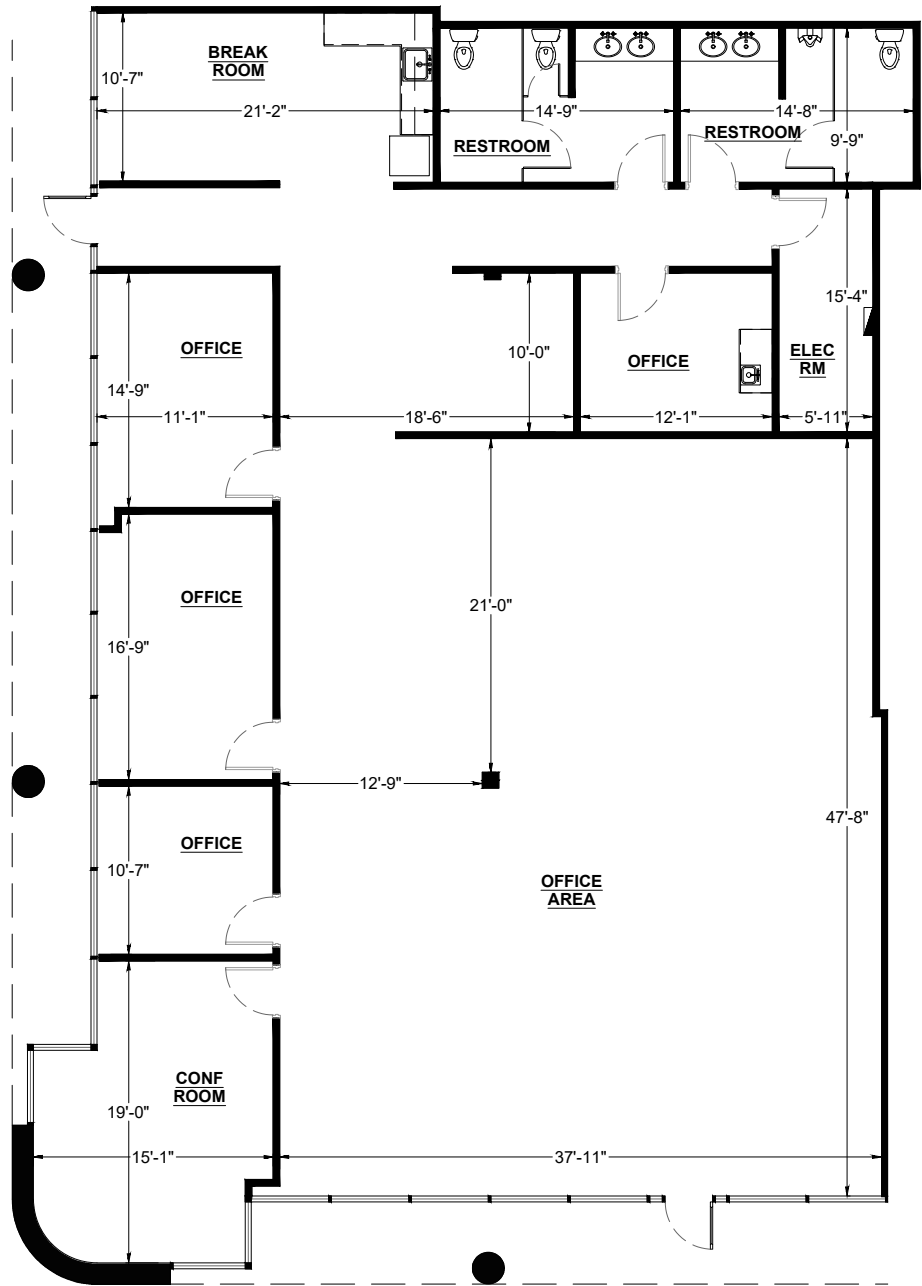 BREAK
ROOM
10'-7"
21'-2"
14'-9"
14'-8"
RESTROOM
RESTROOM
9'-9"
15'-4"
OFFICE
10'-0"
OFFICE
ELEC
RM
14'-9"
11'-1"
18'-6"
12'-1"
5'-11"
OFFICE
21'-0"
16'-9"
12'-9"
47'-8"
OFFICE
10'-7"
OFFICE
AREA
CONF
ROOM
19'-0"
15'-1"
37'-11"